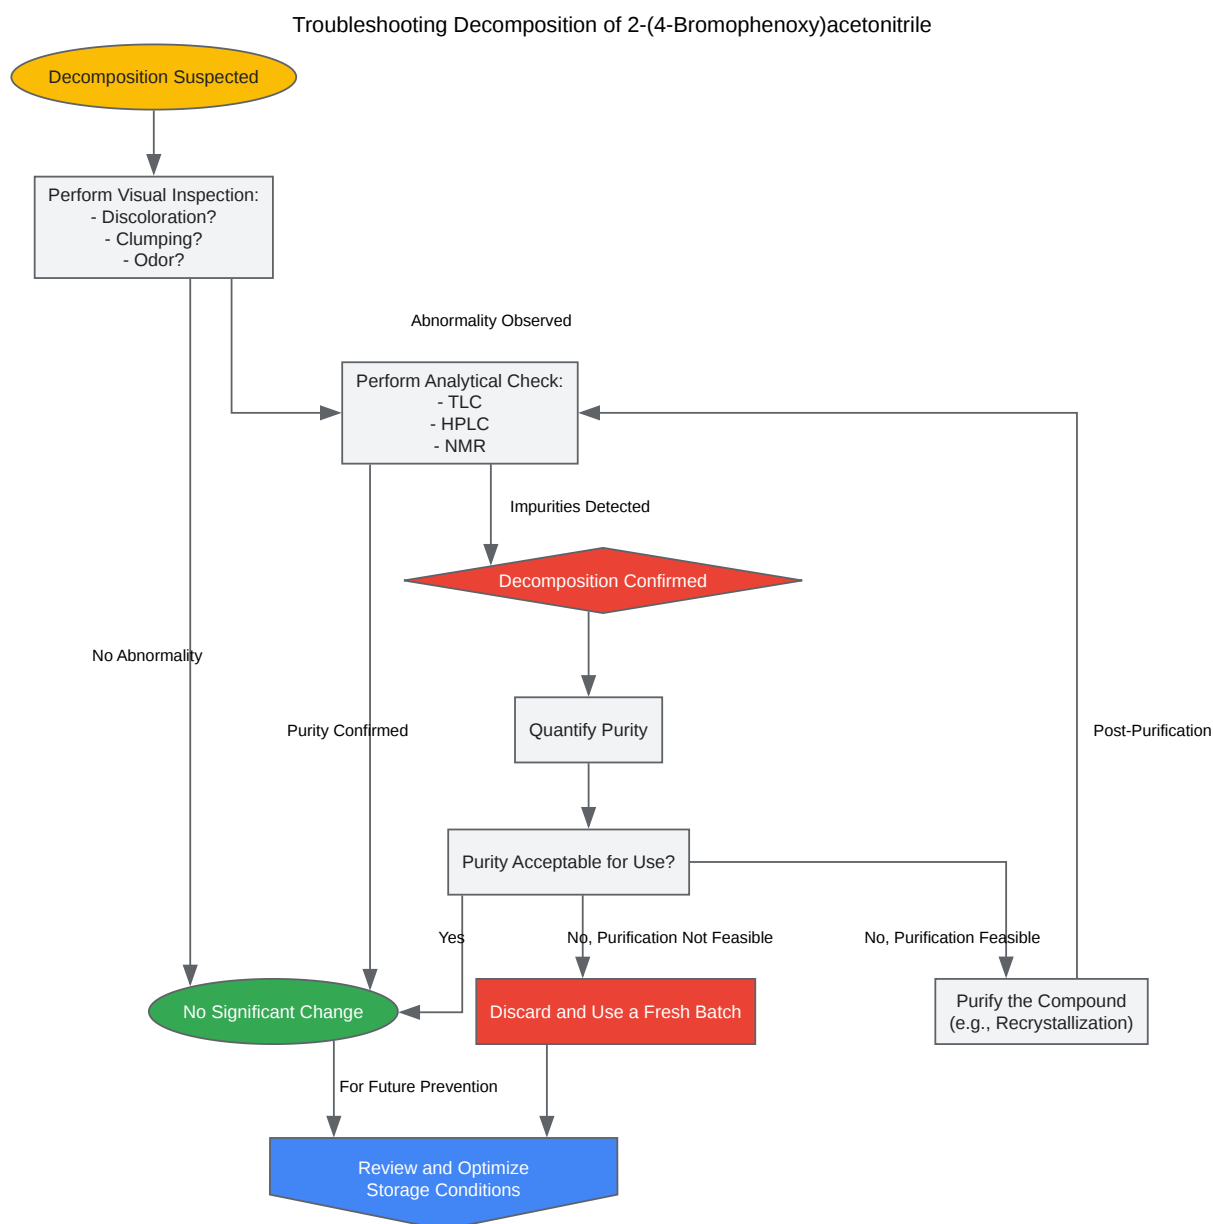 Troubleshooting Decomposition of 2-(4-Bromophenoxy)acetonitrile
Decomposition Suspected
Perform Visual Inspection:
- Discoloration?
- Clumping?
- Odor?
Abnormality Observed
Perform Analytical Check:
- TLC
- HPLC
- NMR
Impurities Detected
Decomposition Confirmed
No Abnormality
Purity Confirmed
Quantify Purity
Post-Purification
Purity Acceptable for Use?
Yes
No, Purification Not Feasible
No, Purification Feasible
No Significant Change
Discard and Use a Fresh Batch
Purify the Compound
(e.g., Recrystallization)
For Future Prevention
Review and Optimize
Storage Conditions